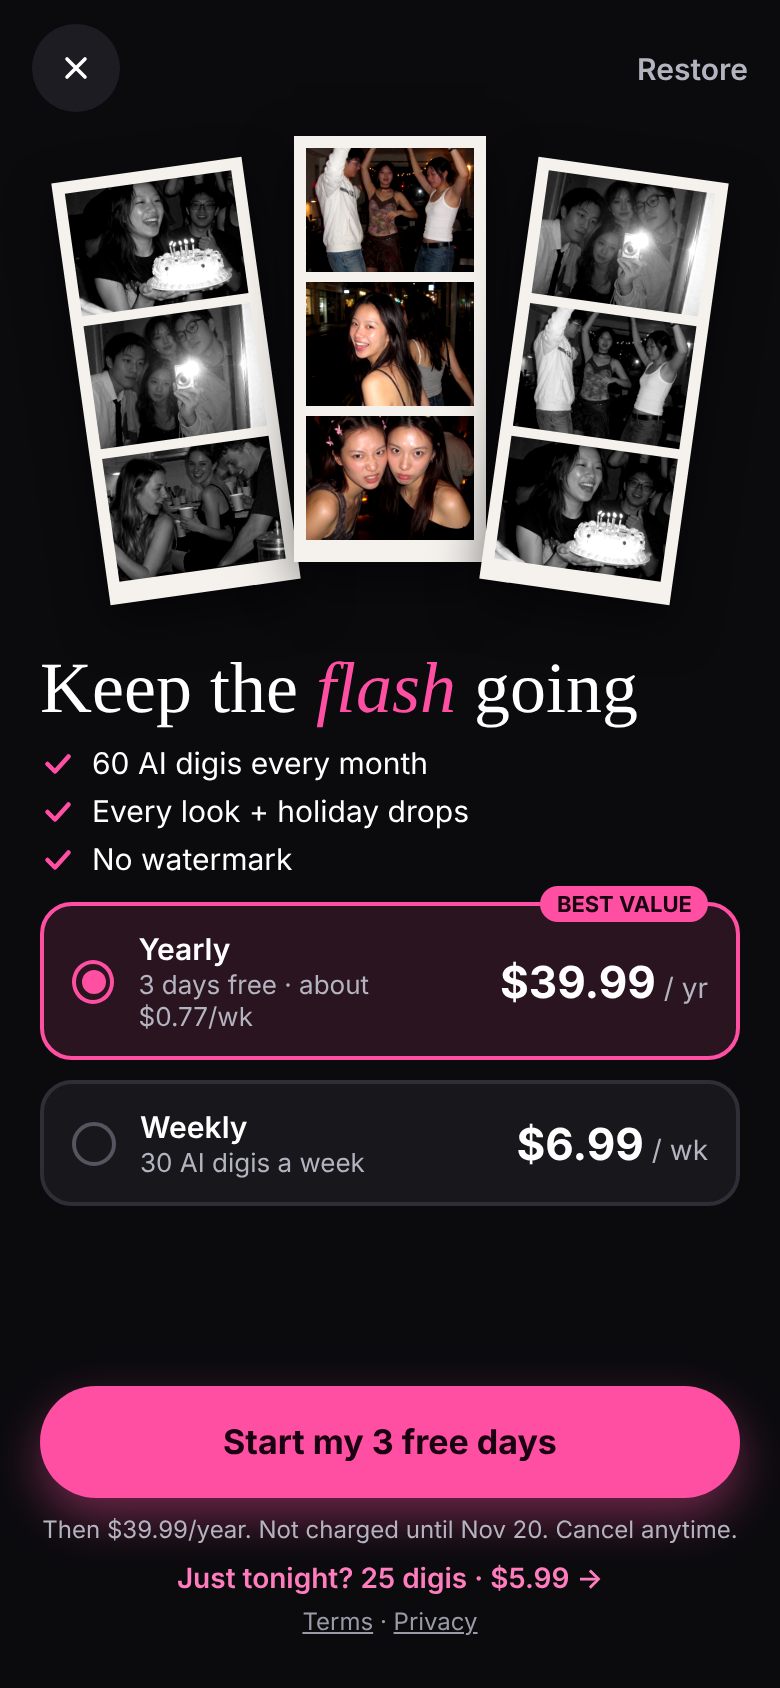 Restore
Keep the flash going
60 AI digis every month
Every look + holiday drops
No watermark
BEST VALUE
Yearly
3 days free · about
$0.77/wk
$39.99 / yr
Weekly
30 AI digis a week
$6.99 / wk
Start my 3 free days
Then $39.99/year. Not charged until Nov 20. Cancel anytime.
Just tonight? 25 digis · $5.99 →
Terms · Privacy